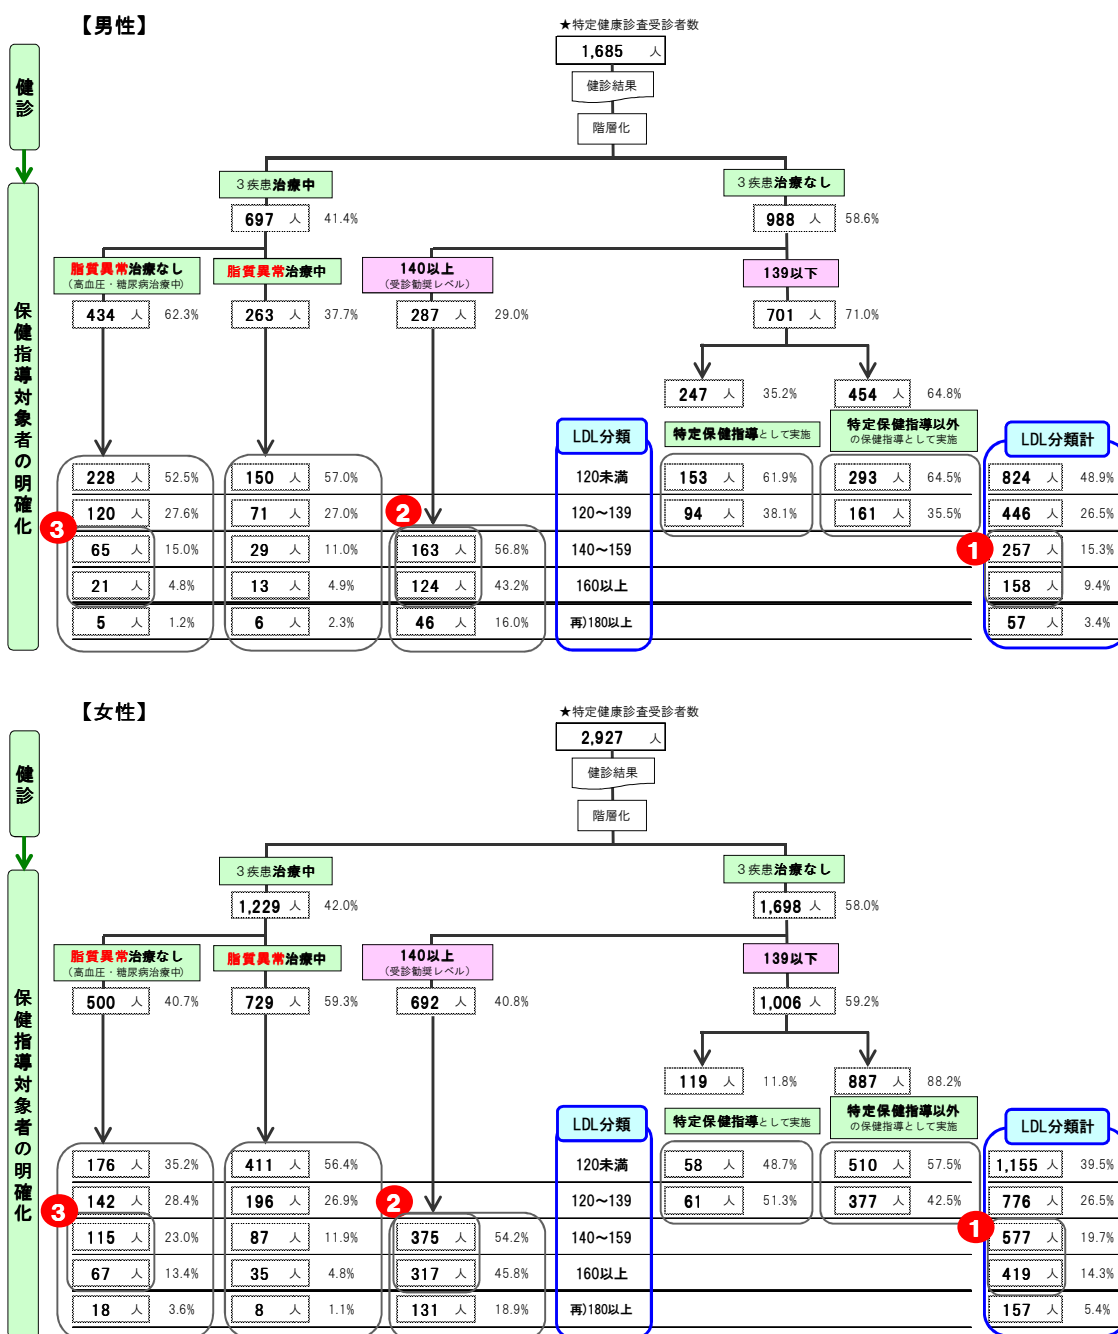 【男性】
★特定健康診査受診者数
1,685 人
健診
健診結果
階層化
3疾患治療中
3疾患治療なし
697 人 41.4%
988 人 58.6%
脂質異常治療なし
(高血圧・糖尿病治療中)
脂質異常治療中
140以上
(受診勧奨レベル)
139以下
434 人 62.3%
263 人 37.7%
287 人 29.0%
701 人 71.0%
保健指導対象者の明確化
247 人 35.2%
454 人 64.8%
LDL分類
特定保健指導として実施
特定保健指導以外
の保健指導として実施
LDL分類計
228 人 52.5%
150 人 57.0%
120未満
153 人 61.9%
293 人 64.5%
824 人 48.9%
120 人 27.6%
71 人 27.0%
120〜139
94 人 38.1%
161 人 35.5%
446 人 26.5%
3
2
1
65 人 15.0%
29 人 11.0%
163 人 56.8%
140〜159
257 人 15.3%
21 人 4.8%
13 人 4.9%
124 人 43.2%
160以上
158 人 9.4%
5 人 1.2%
6 人 2.3%
46 人 16.0%
再)180以上
57 人 3.4%
【女性】
★特定健康診査受診者数
2,927 人
健診
健診結果
階層化
3疾患治療中
3疾患治療なし
1,229 人 42.0%
1,698 人 58.0%
脂質異常治療なし
(高血圧・糖尿病治療中)
脂質異常治療中
140以上
(受診勧奨レベル)
139以下
500 人 40.7%
729 人 59.3%
692 人 40.8%
1,006 人 59.2%
保健指導対象者の明確化
119 人 11.8%
887 人 88.2%
LDL分類
特定保健指導として実施
特定保健指導以外
の保健指導として実施
LDL分類計
176 人 35.2%
411 人 56.4%
120未満
58 人 48.7%
510 人 57.5%
1,155 人 39.5%
142 人 28.4%
196 人 26.9%
120〜139
61 人 51.3%
377 人 42.5%
776 人 26.5%
3
2
1
115 人 23.0%
87 人 11.9%
375 人 54.2%
140〜159
577 人 19.7%
67 人 13.4%
35 人 4.8%
317 人 45.8%
160以上
419 人 14.3%
18 人 3.6%
8 人 1.1%
131 人 18.9%
再)180以上
157 人 5.4%